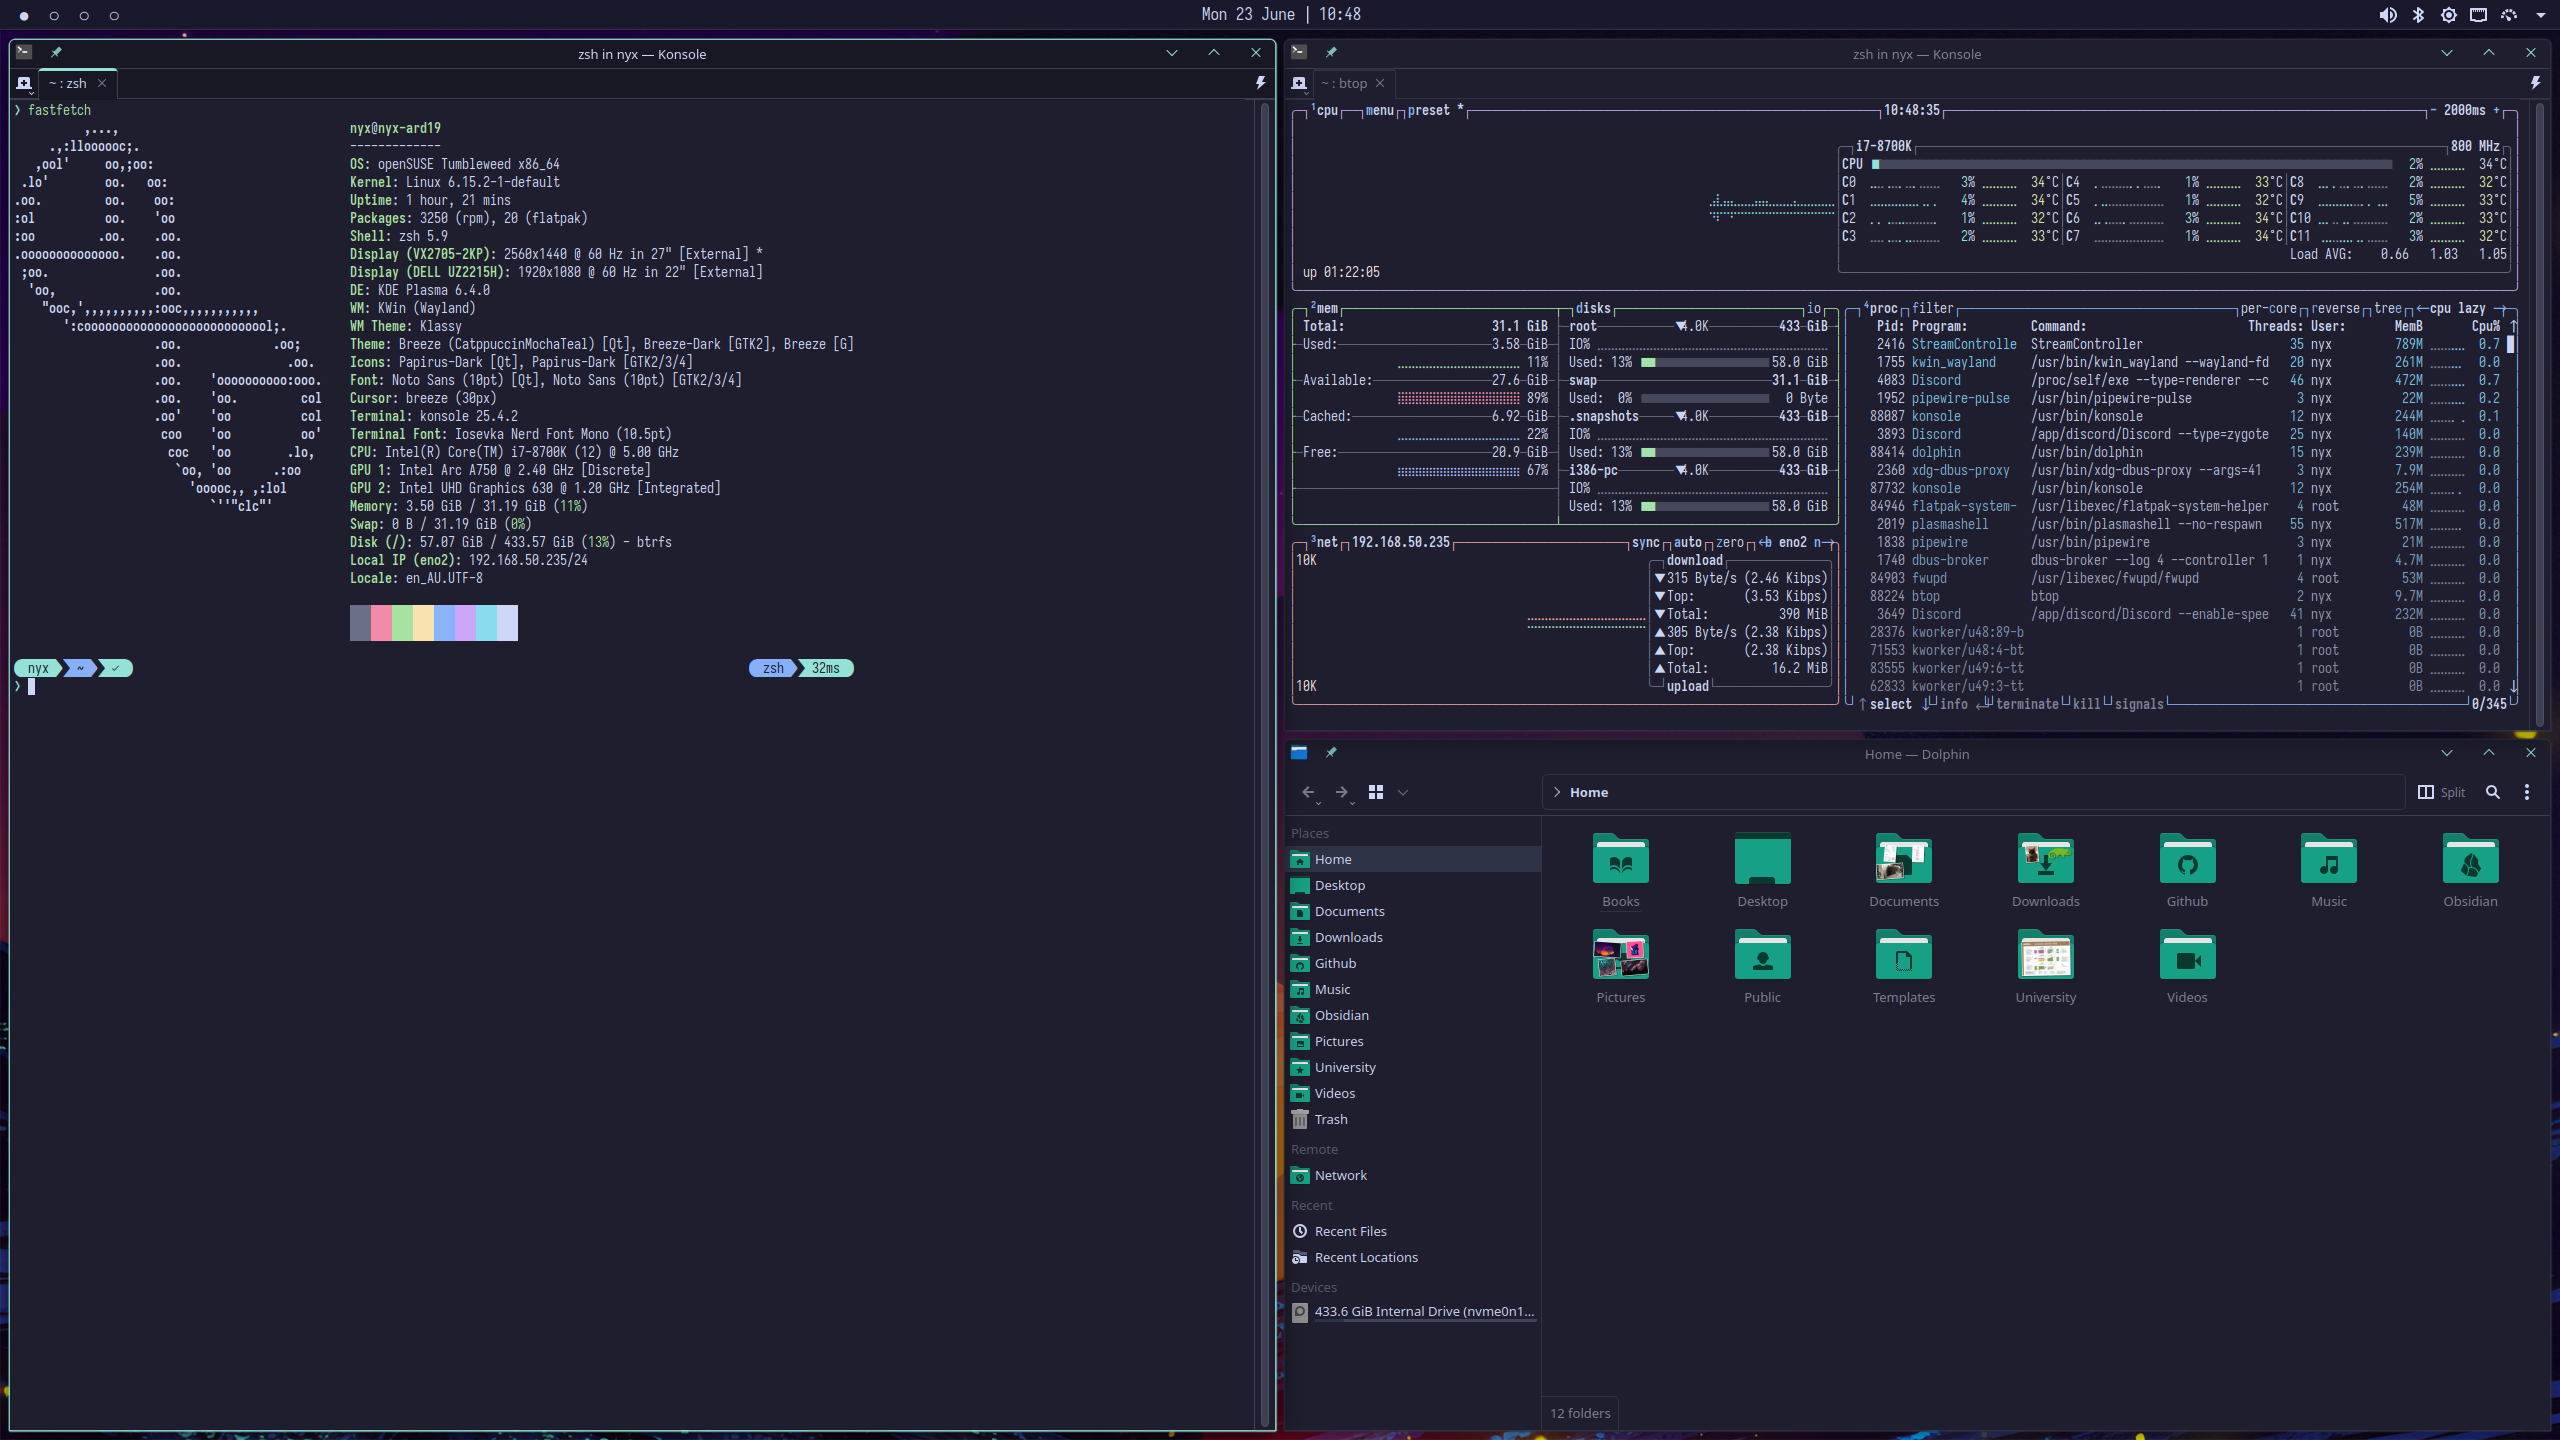 Mon 23 June | 10:48
zsh in nyx — Konsole
~ : zsh
❯ fastfetch
nyx@nyx-ard19
-------------
OS: openSUSE Tumbleweed x86_64
Kernel: Linux 6.15.2-1-default
Uptime: 1 hour, 21 mins
Packages: 3250 (rpm), 20 (flatpak)
Shell: zsh 5.9
Display (VX2705-2KP): 2560x1440 @ 60 Hz in 27" [External] *
Display (DELL UZ2215H): 1920x1080 @ 60 Hz in 22" [External]
DE: KDE Plasma 6.4.0
WM: KWin (Wayland)
WM Theme: Klassy
Theme: Breeze (CatppuccinMochaTeal) [Qt], Breeze-Dark [GTK2], Breeze [G]
Icons: Papirus-Dark [Qt], Papirus-Dark [GTK2/3/4]
Font: Noto Sans (10pt) [Qt], Noto Sans (10pt) [GTK2/3/4]
Cursor: breeze (30px)
Terminal: konsole 25.4.2
Terminal Font: Iosevka Nerd Font Mono (10.5pt)
CPU: Intel(R) Core(TM) i7-8700K (12) @ 5.00 GHz
GPU 1: Intel Arc A750 @ 2.40 GHz [Discrete]
GPU 2: Intel UHD Graphics 630 @ 1.20 GHz [Integrated]
Memory: 3.50 GiB / 31.19 GiB (11%)
Swap: 0 B / 31.19 GiB (0%)
Disk (/): 57.07 GiB / 433.57 GiB (13%) - btrfs
Local IP (eno2): 192.168.50.235/24
Locale: en_AU.UTF-8
nyx ~ ✓ zsh 32ms
❯
zsh in nyx — Konsole
~ : btop
1cpu menu preset * 10:48:35 - 2000ms +
i7-8700K 800 MHz
CPU 2% 34°C
C0 3% 34°C C4 1% 33°C C8 2% 32°C
C1 4% 34°C C5 1% 32°C C9 5% 33°C
C2 1% 32°C C6 3% 34°C C10 2% 33°C
C3 2% 33°C C7 1% 34°C C11 3% 32°C
Load AVG: 0.66 1.03 1.05
up 01:22:05
2mem
Total: 31.1 GiB
Used: 3.58 GiB
11%
Available: 27.6 GiB
89%
Cached: 6.92 GiB
22%
Free: 20.9 GiB
67%
disks io
root ▼4.0K 433 GiB
IO%
Used: 13% 58.0 GiB
swap 31.1 GiB
Used: 0% 0 Byte
.snapshots ▼4.0K 433 GiB
IO%
Used: 13% 58.0 GiB
i386-pc ▼4.0K 433 GiB
IO%
Used: 13% 58.0 GiB
3net 192.168.50.235 sync auto zero ←b eno2 n→
10K
download
▼315 Byte/s (2.46 Kibps)
▼Top: (3.53 Kibps)
▼Total: 390 MiB
▲305 Byte/s (2.38 Kibps)
▲Top: (2.38 Kibps)
▲Total: 16.2 MiB
upload
10K
4proc filter per-core reverse tree ←cpu lazy →
Pid: Program: Command: Threads: User: MemB Cpu% ↑
2416 StreamControlle StreamController 35 nyx 789M 0.7
1755 kwin_wayland /usr/bin/kwin_wayland --wayland-fd 20 nyx 261M 0.0
4083 Discord /proc/self/exe --type=renderer --c 46 nyx 472M 0.7
1952 pipewire-pulse /usr/bin/pipewire-pulse 3 nyx 22M 0.2
88087 konsole /usr/bin/konsole 12 nyx 244M 0.1
3893 Discord /app/discord/Discord --type=zygote 25 nyx 140M 0.0
88414 dolphin /usr/bin/dolphin 15 nyx 239M 0.0
2360 xdg-dbus-proxy /usr/bin/xdg-dbus-proxy --args=41 3 nyx 7.9M 0.0
87732 konsole /usr/bin/konsole 12 nyx 254M 0.0
84946 flatpak-system- /usr/libexec/flatpak-system-helper 4 root 48M 0.0
2019 plasmashell /usr/bin/plasmashell --no-respawn 55 nyx 517M 0.0
1838 pipewire /usr/bin/pipewire 3 nyx 21M 0.0
1740 dbus-broker dbus-broker --log 4 --controller 1 1 nyx 4.7M 0.0
84903 fwupd /usr/libexec/fwupd/fwupd 4 root 53M 0.0
88224 btop btop 2 nyx 9.7M 0.0
3649 Discord /app/discord/Discord --enable-spee 41 nyx 232M 0.0
28376 kworker/u48:89-b 1 root 0B 0.0
71553 kworker/u48:4-bt 1 root 0B 0.0
83555 kworker/u49:6-tt 1 root 0B 0.0
62833 kworker/u49:3-tt 1 root 0B 0.0 ↓
↑ select ↓ info ↵ terminate kill signals 0/345
Home — Dolphin
Home
Split
Places
Home
Desktop
Documents
Downloads
Github
Music
Obsidian
Pictures
University
Videos
Trash
Remote
Network
Recent
Recent Files
Recent Locations
Devices
433.6 GiB Internal Drive (nvme0n1...
Books Desktop Documents Downloads Github Music Obsidian
Pictures Public Templates University Videos
12 folders